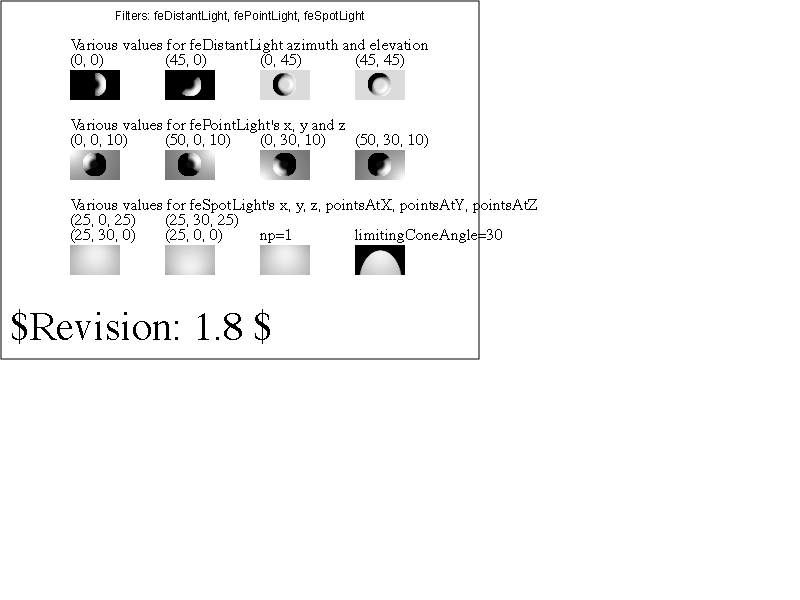 Filters: feDistantLight, fePointLight, feSpotLight
Various values for feDistantLight azimuth and elevation
(0, 0) (45, 0) (0, 45) (45, 45)
Various values for fePointLight's x, y and z
(0, 0, 10) (50, 0, 10) (0, 30, 10) (50, 30, 10)
Various values for feSpotLight's x, y, z, pointsAtX, pointsAtY, pointsAtZ
(25, 0, 25) (25, 30, 25)
(25, 30, 0) (25, 0, 0) np=1 limitingConeAngle=30
$Revision: 1.8 $